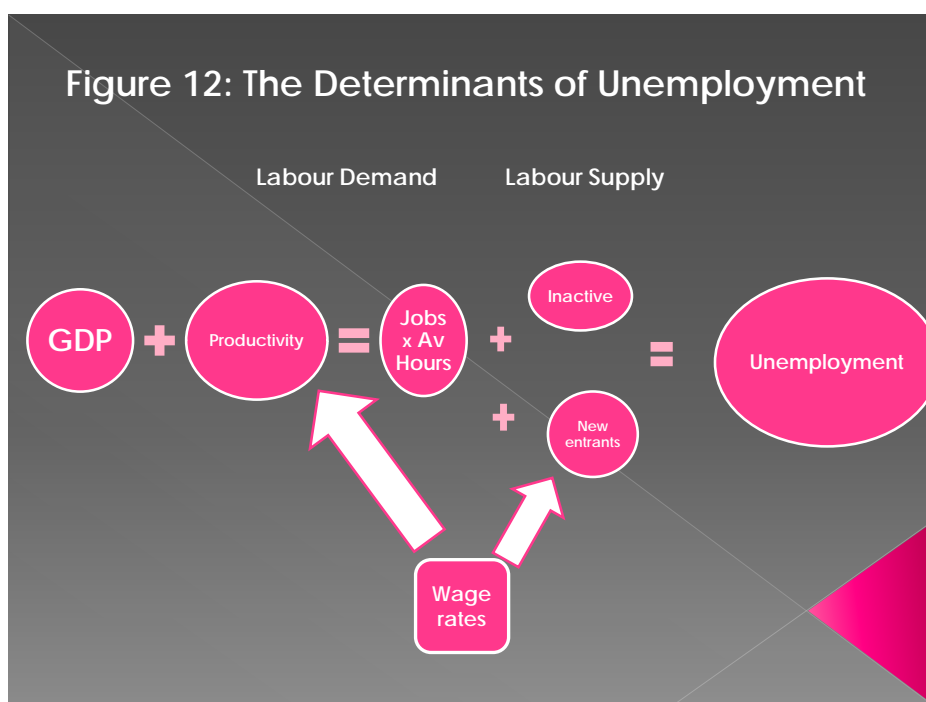 Figure 12: The Determinants of Unemployment
Labour Demand
Labour Supply
GDP
+
Productivity
=
Jobs
x Av
Hours
+
Inactive
+
New
entrants
=
Unemployment
Wage
rates